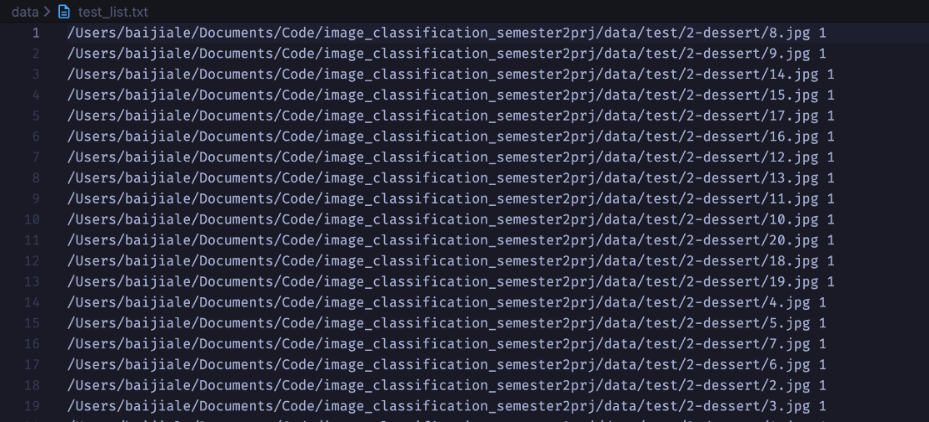 data > test_list.txt
1 /Users/baijiale/Documents/Code/image_classification_semester2prj/data/test/2-dessert/8.jpg 1
2 /Users/baijiale/Documents/Code/image_classification_semester2prj/data/test/2-dessert/9.jpg 1
3 /Users/baijiale/Documents/Code/image_classification_semester2prj/data/test/2-dessert/14.jpg 1
4 /Users/baijiale/Documents/Code/image_classification_semester2prj/data/test/2-dessert/15.jpg 1
5 /Users/baijiale/Documents/Code/image_classification_semester2prj/data/test/2-dessert/17.jpg 1
6 /Users/baijiale/Documents/Code/image_classification_semester2prj/data/test/2-dessert/16.jpg 1
7 /Users/baijiale/Documents/Code/image_classification_semester2prj/data/test/2-dessert/12.jpg 1
8 /Users/baijiale/Documents/Code/image_classification_semester2prj/data/test/2-dessert/13.jpg 1
9 /Users/baijiale/Documents/Code/image_classification_semester2prj/data/test/2-dessert/11.jpg 1
10 /Users/baijiale/Documents/Code/image_classification_semester2prj/data/test/2-dessert/10.jpg 1
11 /Users/baijiale/Documents/Code/image_classification_semester2prj/data/test/2-dessert/20.jpg 1
12 /Users/baijiale/Documents/Code/image_classification_semester2prj/data/test/2-dessert/18.jpg 1
13 /Users/baijiale/Documents/Code/image_classification_semester2prj/data/test/2-dessert/19.jpg 1
14 /Users/baijiale/Documents/Code/image_classification_semester2prj/data/test/2-dessert/4.jpg 1
15 /Users/baijiale/Documents/Code/image_classification_semester2prj/data/test/2-dessert/5.jpg 1
16 /Users/baijiale/Documents/Code/image_classification_semester2prj/data/test/2-dessert/7.jpg 1
17 /Users/baijiale/Documents/Code/image_classification_semester2prj/data/test/2-dessert/6.jpg 1
18 /Users/baijiale/Documents/Code/image_classification_semester2prj/data/test/2-dessert/2.jpg 1
19 /Users/baijiale/Documents/Code/image_classification_semester2prj/data/test/2-dessert/3.jpg 1